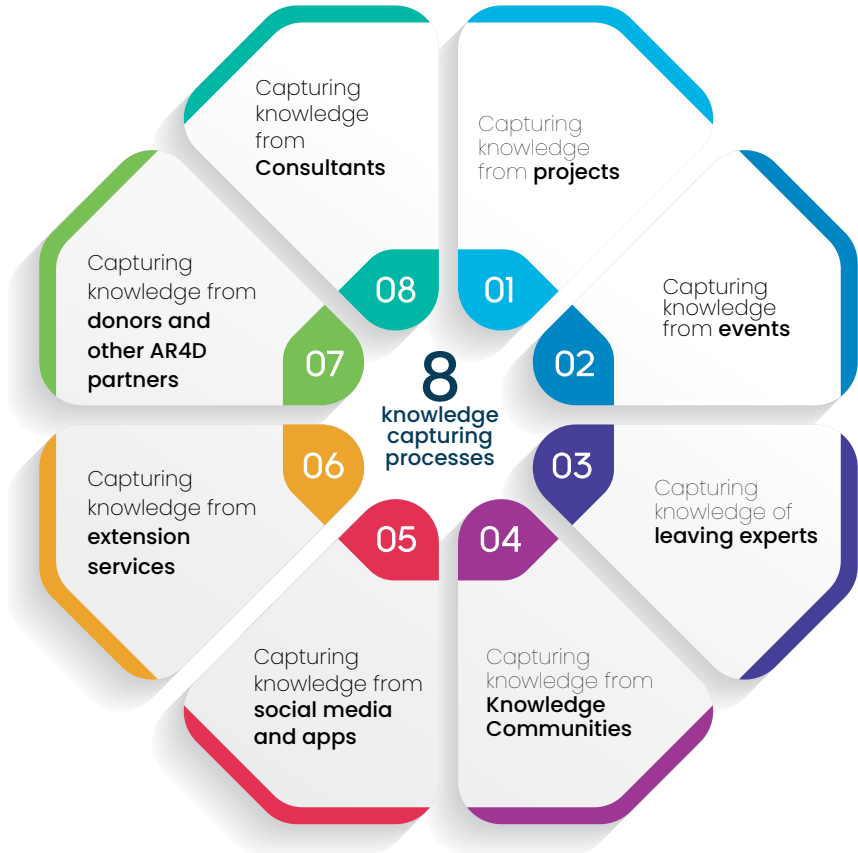 8
knowledge
capturing
processes
01
Capturing
knowledge
from projects
02
Capturing
knowledge
from events
03
Capturing
knowledge of
leaving experts
04
Capturing
knowledge from
Knowledge
Communities
05
Capturing
knowledge from
social media
and apps
06
Capturing
knowledge from
extension
services
07
Capturing
knowledge from
donors and
other AR4D
partners
08
Capturing
knowledge
from
Consultants